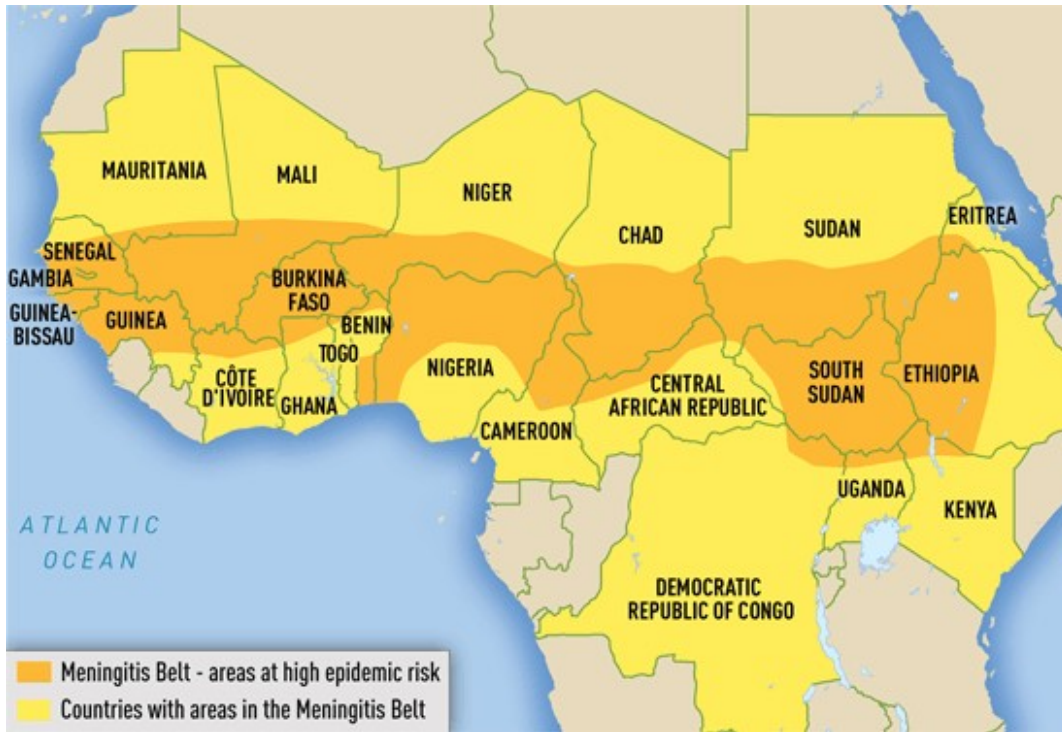 MAURITANIA
MALI
NIGER
CHAD
SUDAN
ERITREA
SENEGAL
GAMBIA
GUINEA-
BISSAU
GUINEA
BURKINA
FASO
BENIN
TOGO
CÔTE
D'IVOIRE
GHANA
NIGERIA
CAMEROON
CENTRAL
AFRICAN REPUBLIC
SOUTH
SUDAN
ETHIOPIA
UGANDA
KENYA
DEMOCRATIC
REPUBLIC OF CONGO
ATLANTIC
OCEAN
Meningitis Belt - areas at high epidemic risk
Countries with areas in the Meningitis Belt